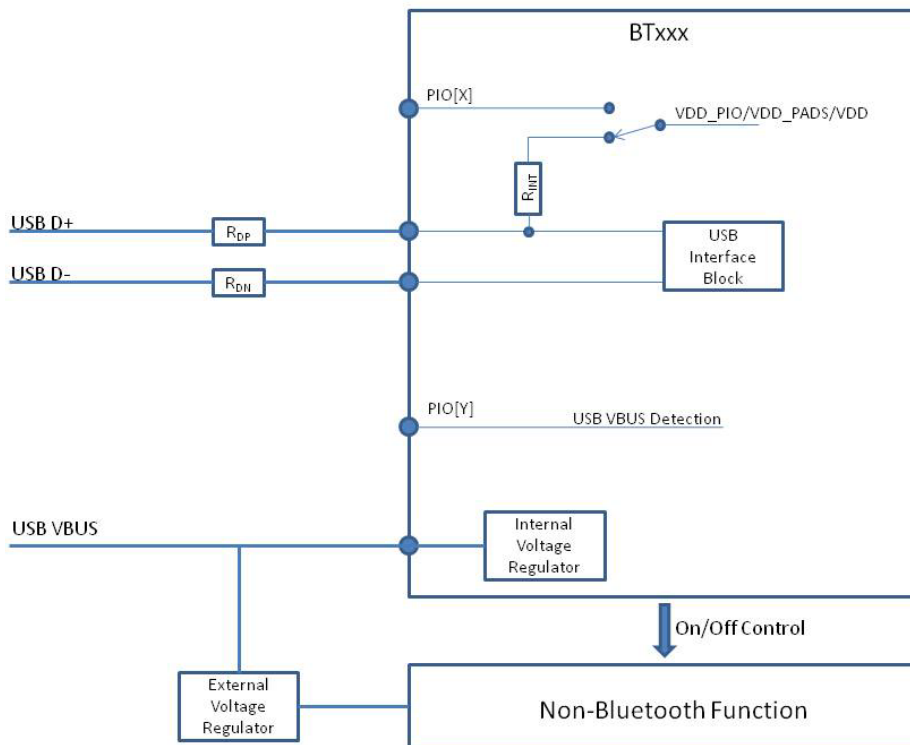 BTxxx
PIO[X]
VDD_PIO/VDD_PADS/VDD
RINT
USB D+
RDP
USB
Interface
Block
USB D-
RDN
PIO[Y]
USB VBUS Detection
USB VBUS
Internal
Voltage
Regulator
On/Off Control
External
Voltage
Regulator
Non-Bluetooth Function